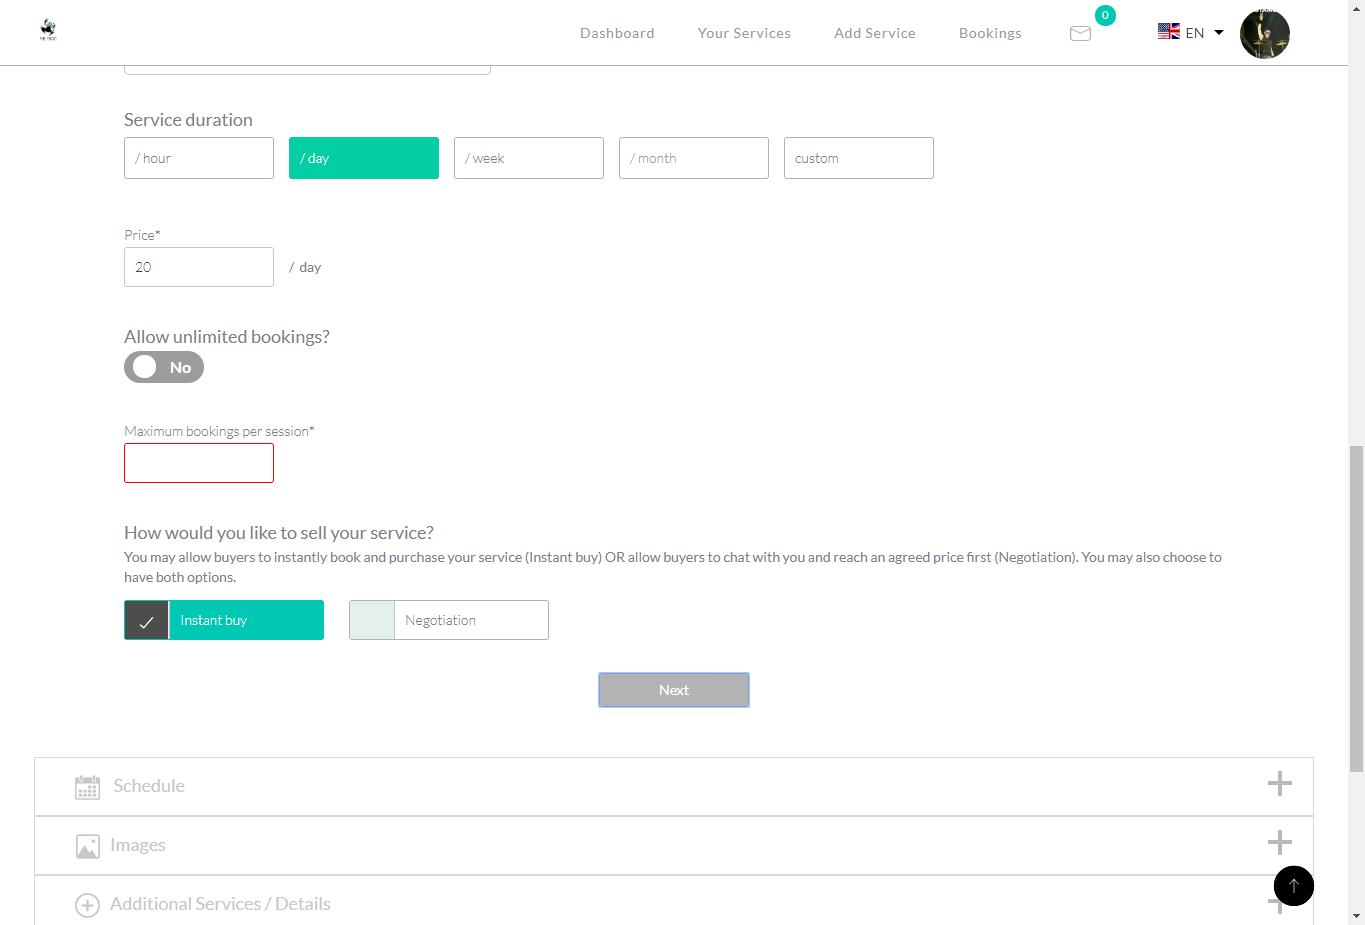 Dashboard
Your Services
Add Service
Bookings
0
EN
Service duration
/ hour
/ day
/ week
/ month
custom
Price*
20
/ day
Allow unlimited bookings?
No
Maximum bookings per session*
How would you like to sell your service?
You may allow buyers to instantly book and purchase your service (Instant buy) OR allow buyers to chat with you and reach an agreed price first (Negotiation). You may also choose to
have both options.
Instant buy
Negotiation
Next
Schedule
Images
Additional Services / Details